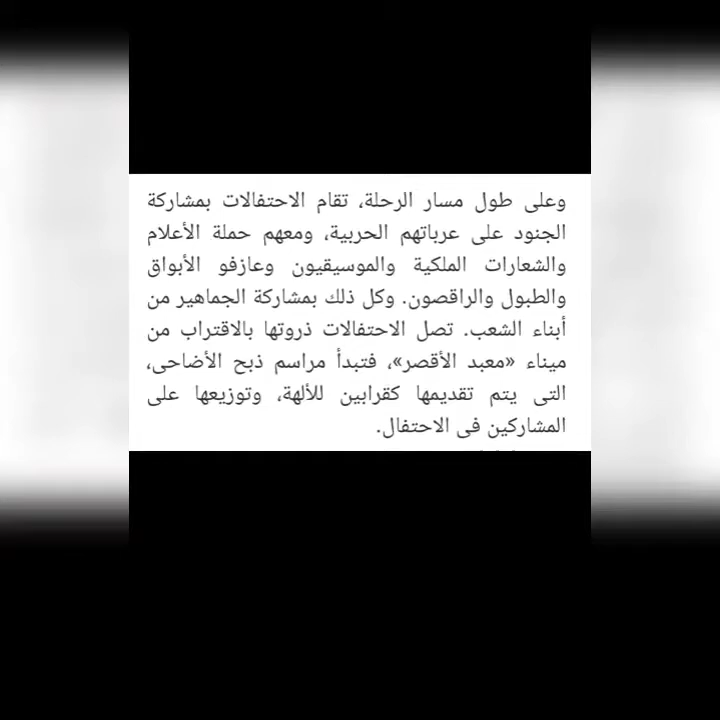 وعلى طول مسار الرحلة، تقام الاحتفالات بمشاركة
الجنود على عرباتهم الحربية، ومعهم حملة الأعلام
والشعارات الملكية والموسيقيون وعازفو الأبواق
والطبول والراقصون. وكل ذلك بمشاركة الجماهير من
أبناء الشعب. تصل الاحتفالات ذروتها بالاقتراب من
ميناء «معبد الأقصر»، فتبدأ مراسم ذبح الأضاحى،
التى يتم تقديمها كقرابين للألهة، وتوزيعها على
المشاركين فى الاحتفال.